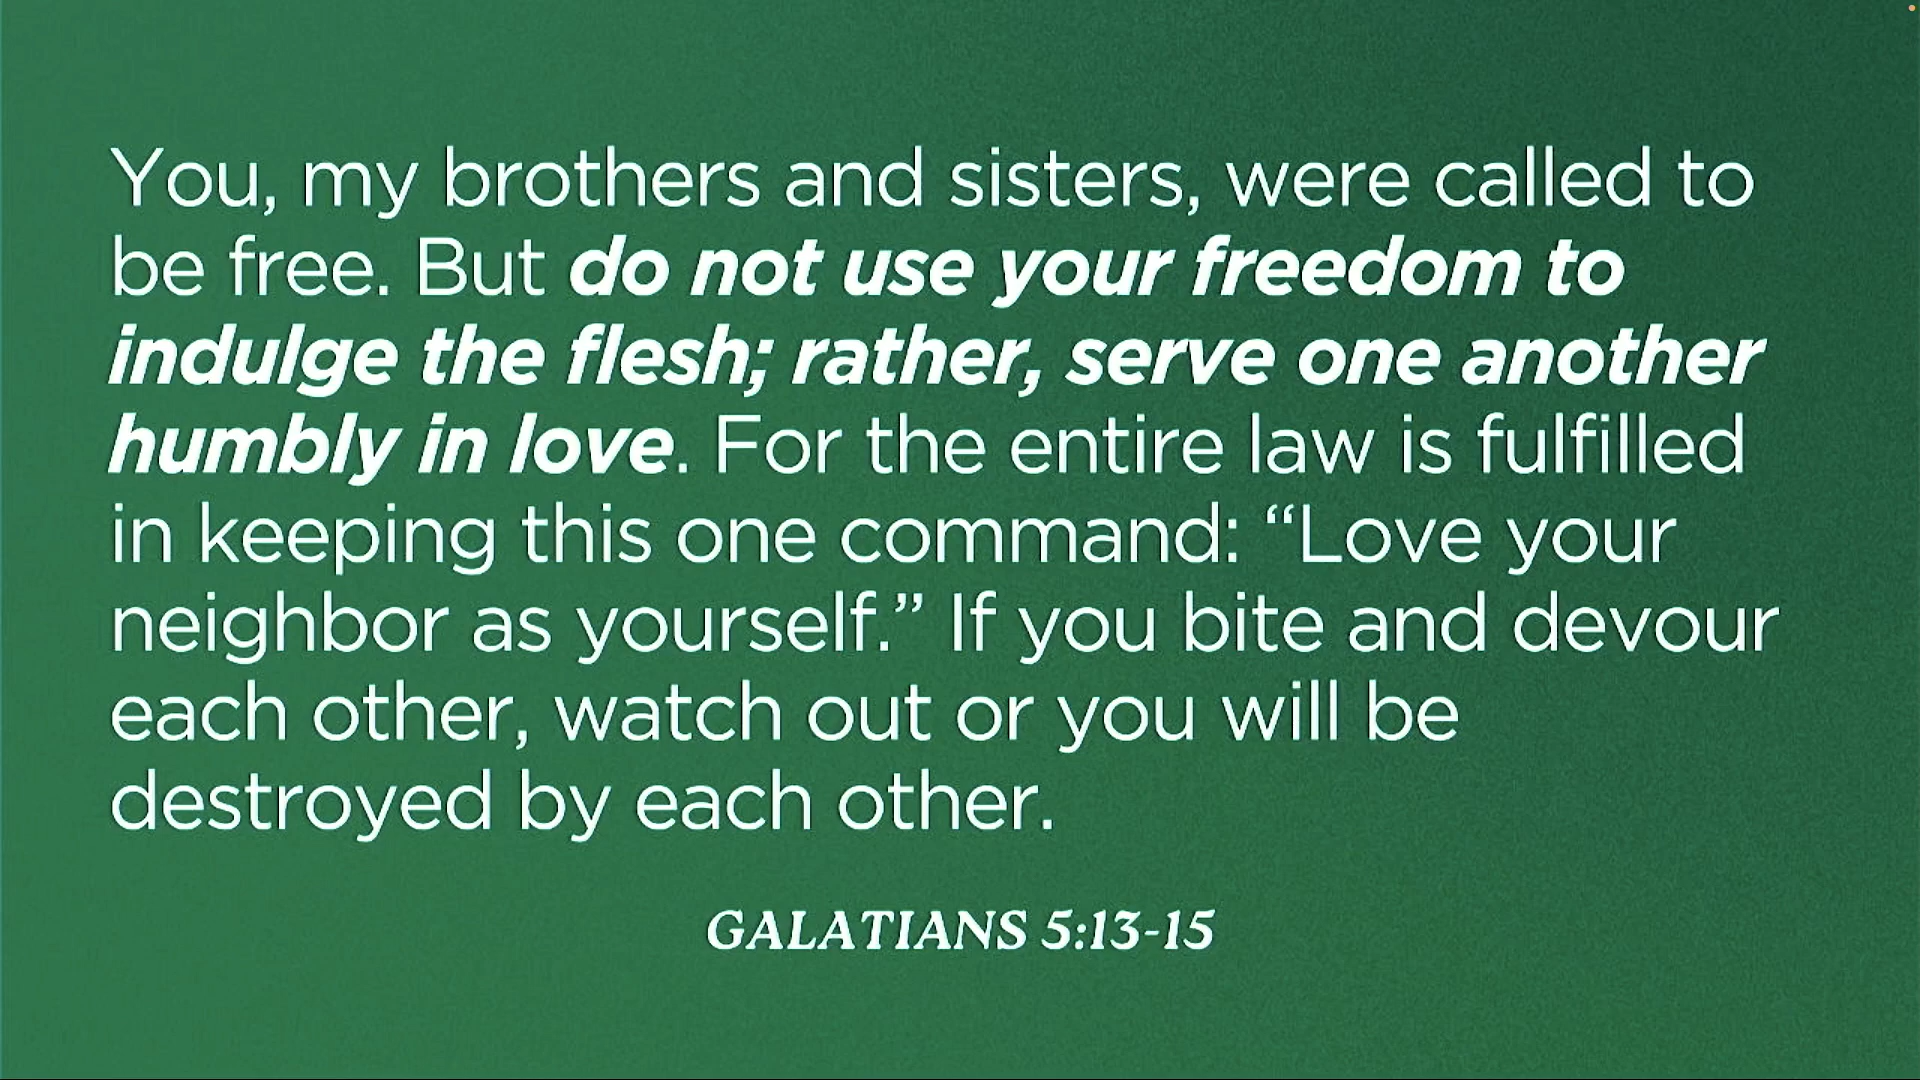 You, my brothers and sisters, were called to
be free. But do not use your freedom to
indulge the flesh; rather, serve one another
humbly in love. For the entire law is fulfilled
in keeping this one command: “Love your
neighbor as yourself.” If you bite and devour
each other, watch out or you will be
destroyed by each other.
GALATIANS 5:13-15